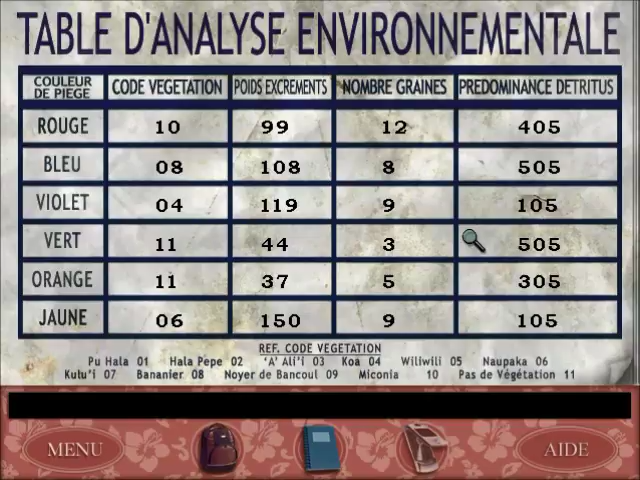 TABLE D'ANALYSE ENVIRONNEMENTALE
COULEUR DE PIEGE CODE VEGETATION POIDS EXCREMENTS NOMBRE GRAINES PREDOMINANCE DETRITUS
ROUGE 10 99 12 405
BLEU 08 108 8 505
VIOLET 04 119 9 105
VERT 11 44 3 505
ORANGE 11 37 5 305
JAUNE 06 150 9 105
REF. CODE VEGETATION
Pu Hala 01 Hala Pepe 02 'A' Ali'i 03 Koa 04 Wiliwili 05 Naupaka 06
Kulu'i 07 Bananier 08 Noyer de Bancoul 09 Miconia 10 Pas de Végétation 11
MENU AIDE